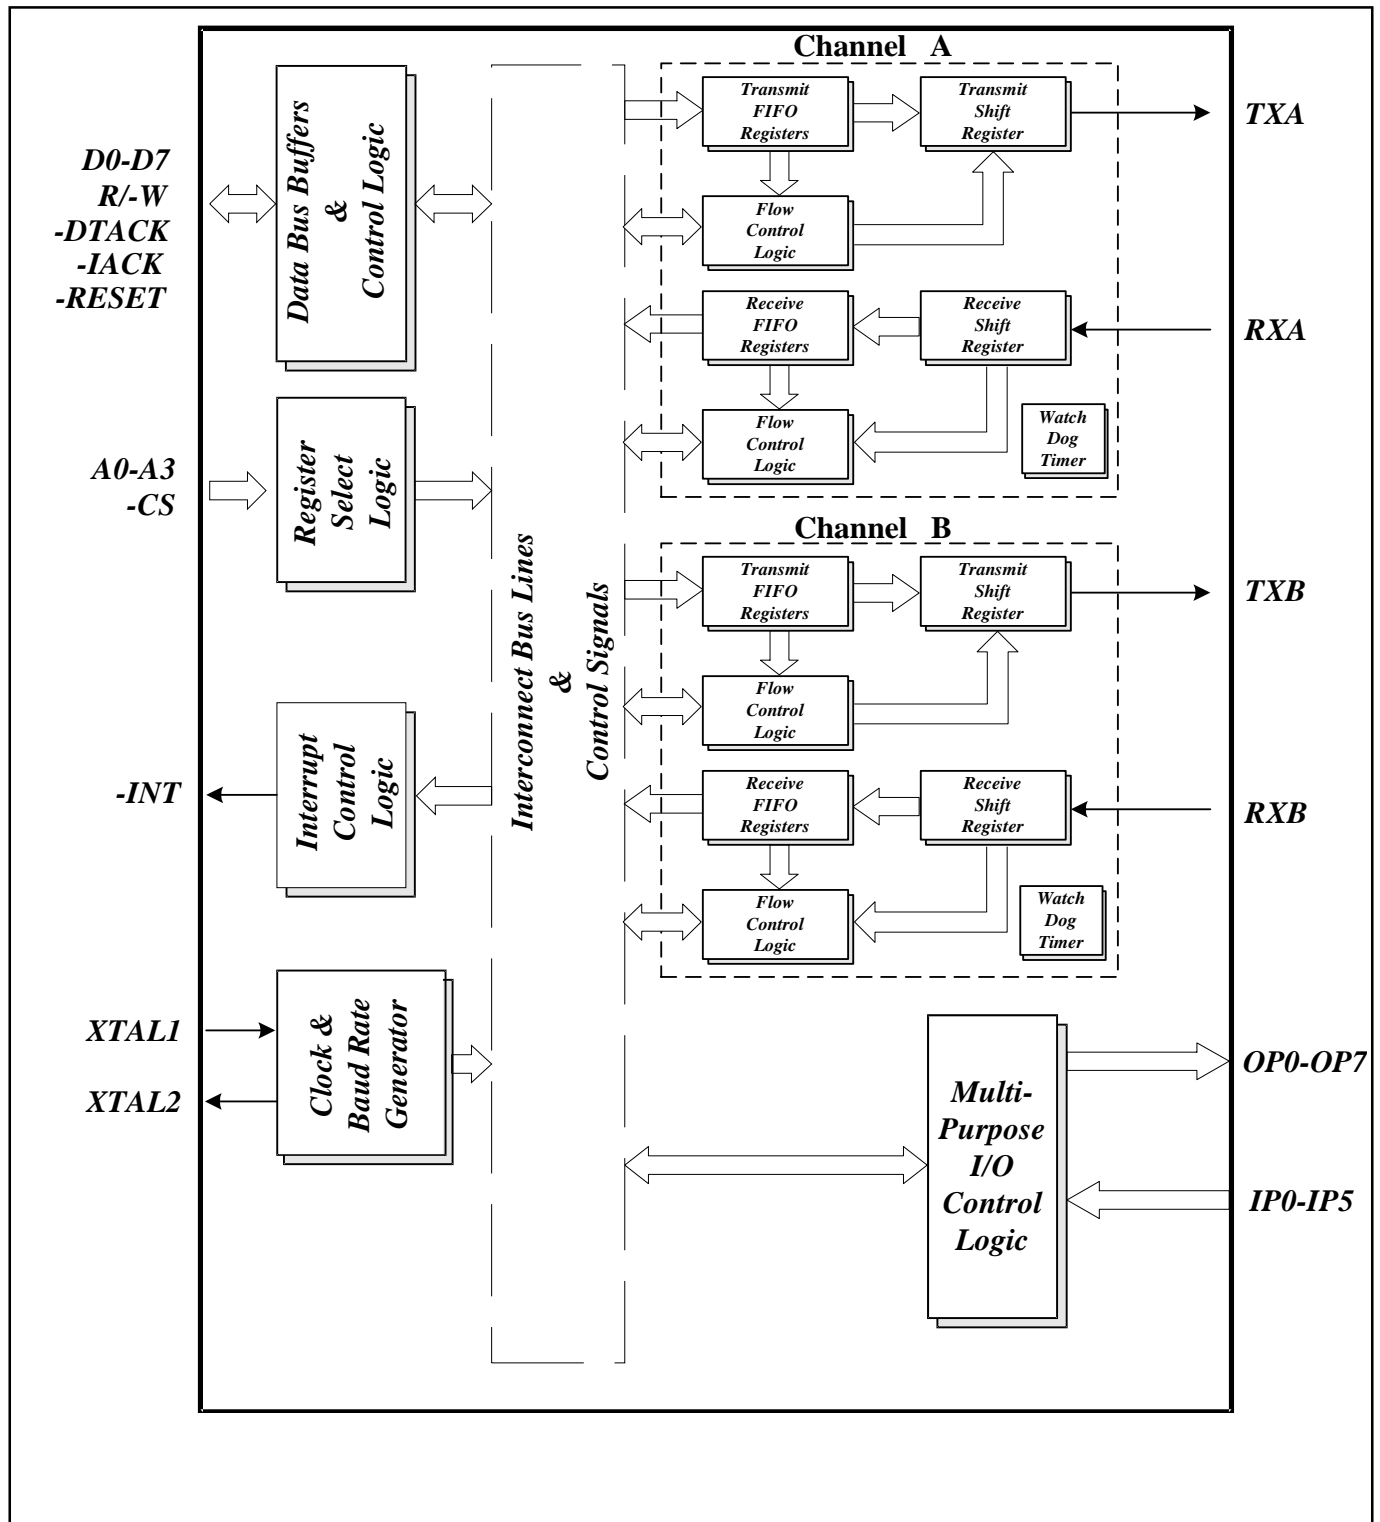 D0-D7
R/-W
-DTACK
-IACK
-RESET
A0-A3
-CS
-INT
XTAL1
XTAL2
Data Bus Buffers
&
Control Logic
Register
Select
Logic
Interrupt
Control
Logic
Clock &
Baud Rate
Generator
Interconnect Bus Lines
&
Control Signals
Channel A
Transmit
FIFO
Registers
Transmit
Shift
Register
Flow
Control
Logic
Receive
FIFO
Registers
Receive
Shift
Register
Flow
Control
Logic
Watch
Dog
Timer
Channel B
Transmit
FIFO
Registers
Transmit
Shift
Register
Flow
Control
Logic
Receive
FIFO
Registers
Receive
Shift
Register
Flow
Control
Logic
Watch
Dog
Timer
Multi-
Purpose
I/O
Control
Logic
TXA
RXA
TXB
RXB
OP0-OP7
IP0-IP5